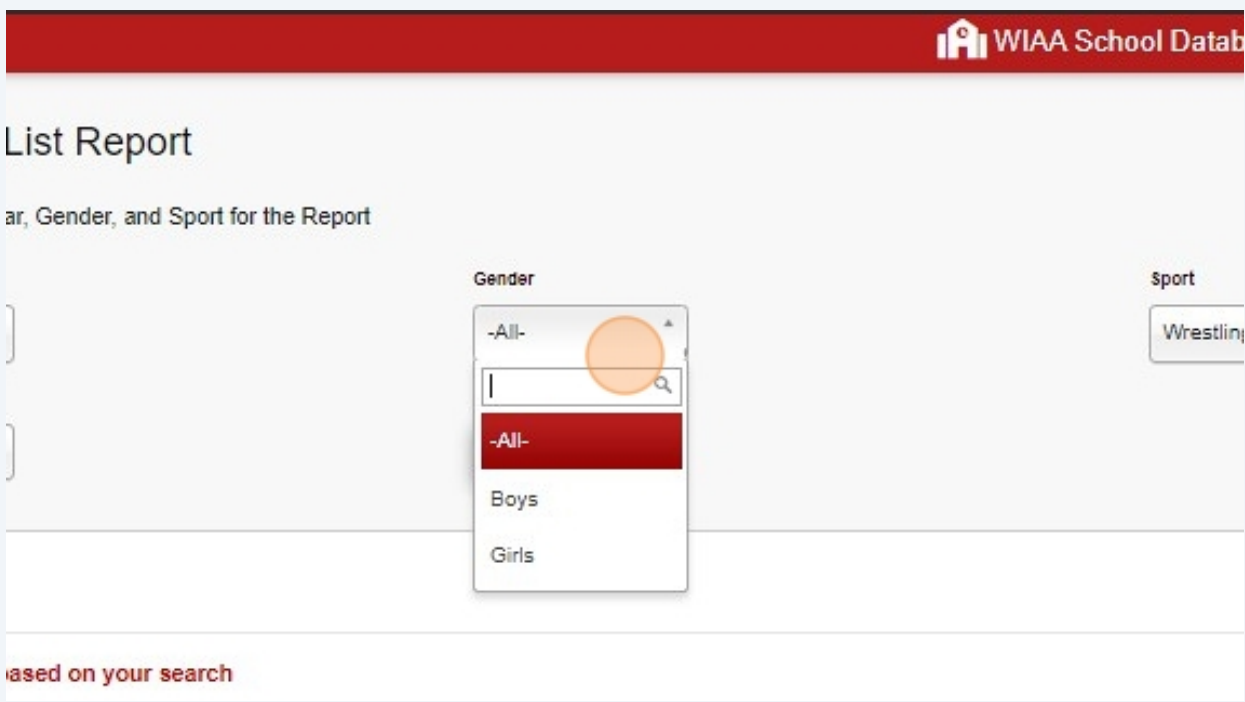 WIAA School Datab
List Report
ar, Gender, and Sport for the Report
Gender
Sport
-All-
Wrestling
-All-
Boys
Girls
ased on your search